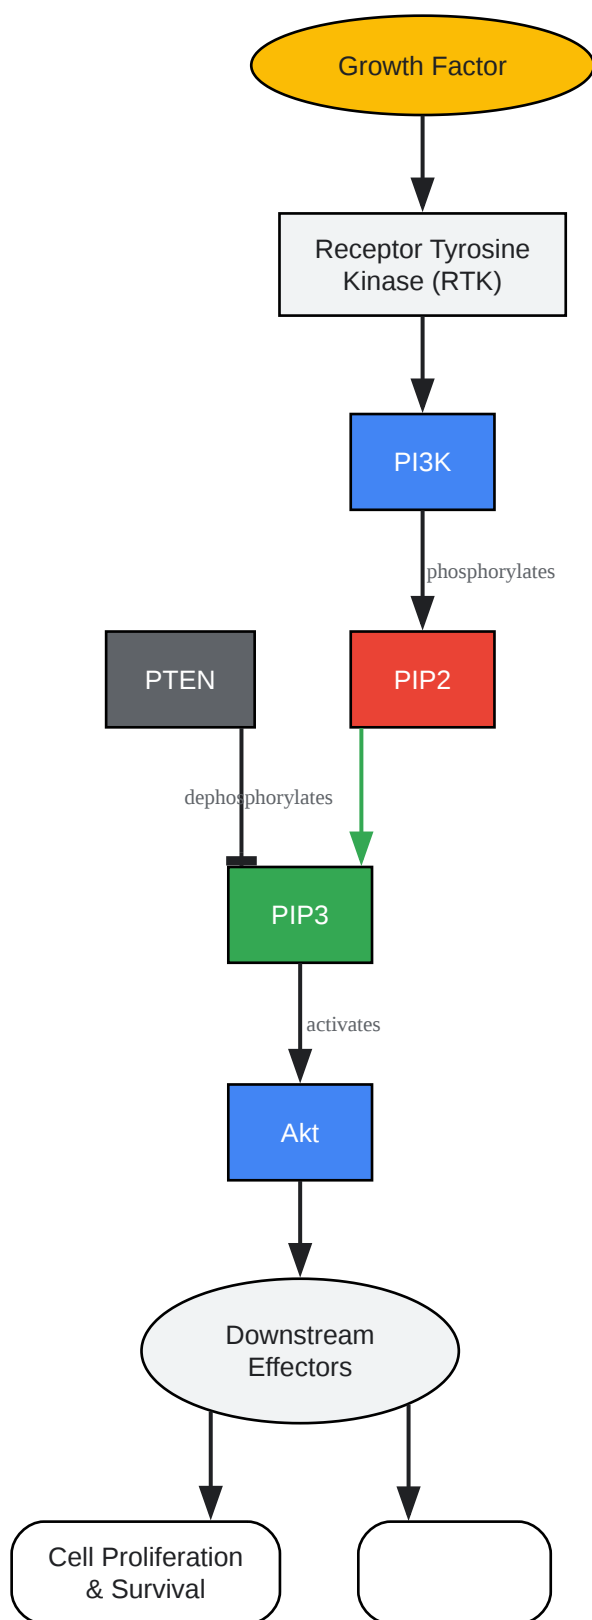 Growth Factor
Receptor Tyrosine
Kinase (RTK)
PI3K
phosphorylates
PTEN
PIP2
dephosphorylates
PIP3
activates
Akt
Downstream
Effectors
Cell Proliferation
& Survival